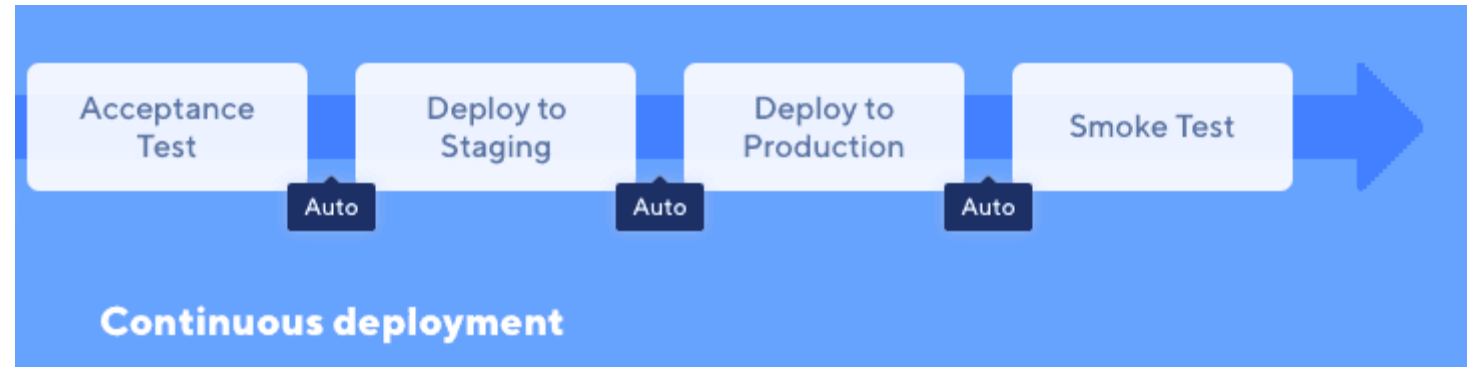 Acceptance
Test
Deploy to
Staging
Deploy to
Production
Smoke Test
Auto
Auto
Auto
Continuous deployment